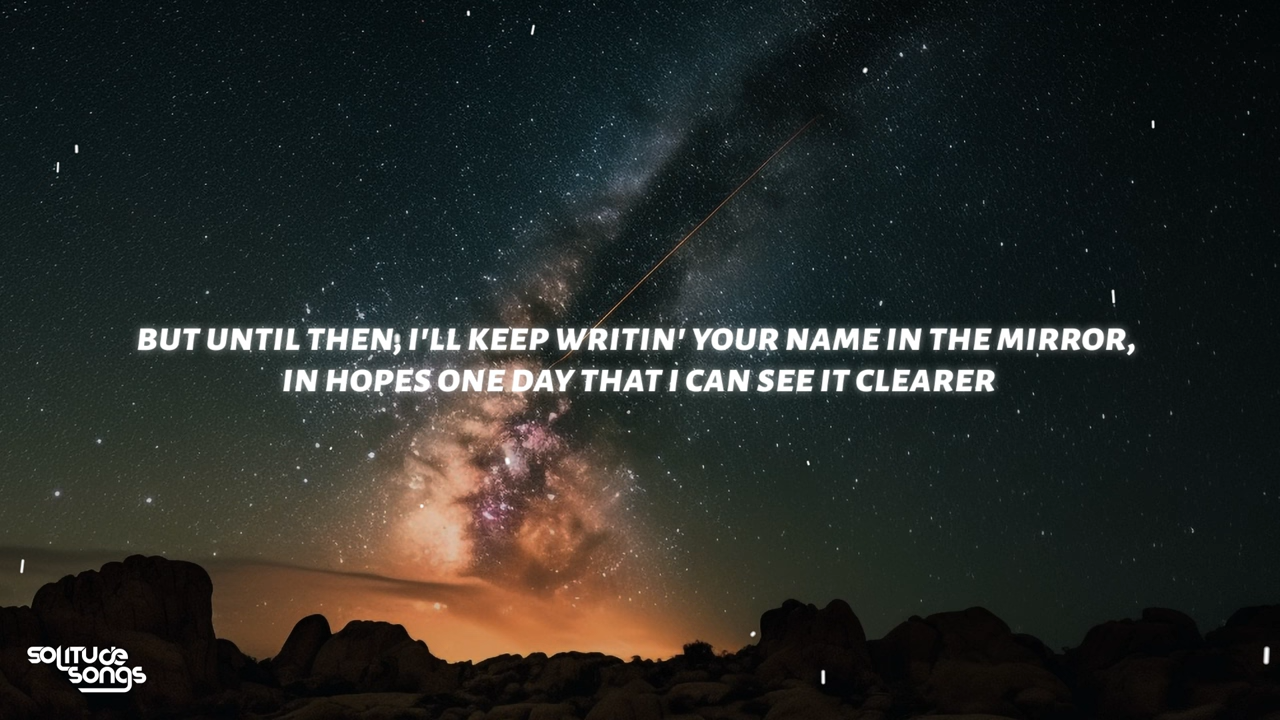 BUT UNTIL THEN; I'LL KEEP WRITIN' YOUR NAME IN THE MIRROR,
IN HOPES ONE DAY THAT I CAN SEE IT CLEARER
solitude
songs